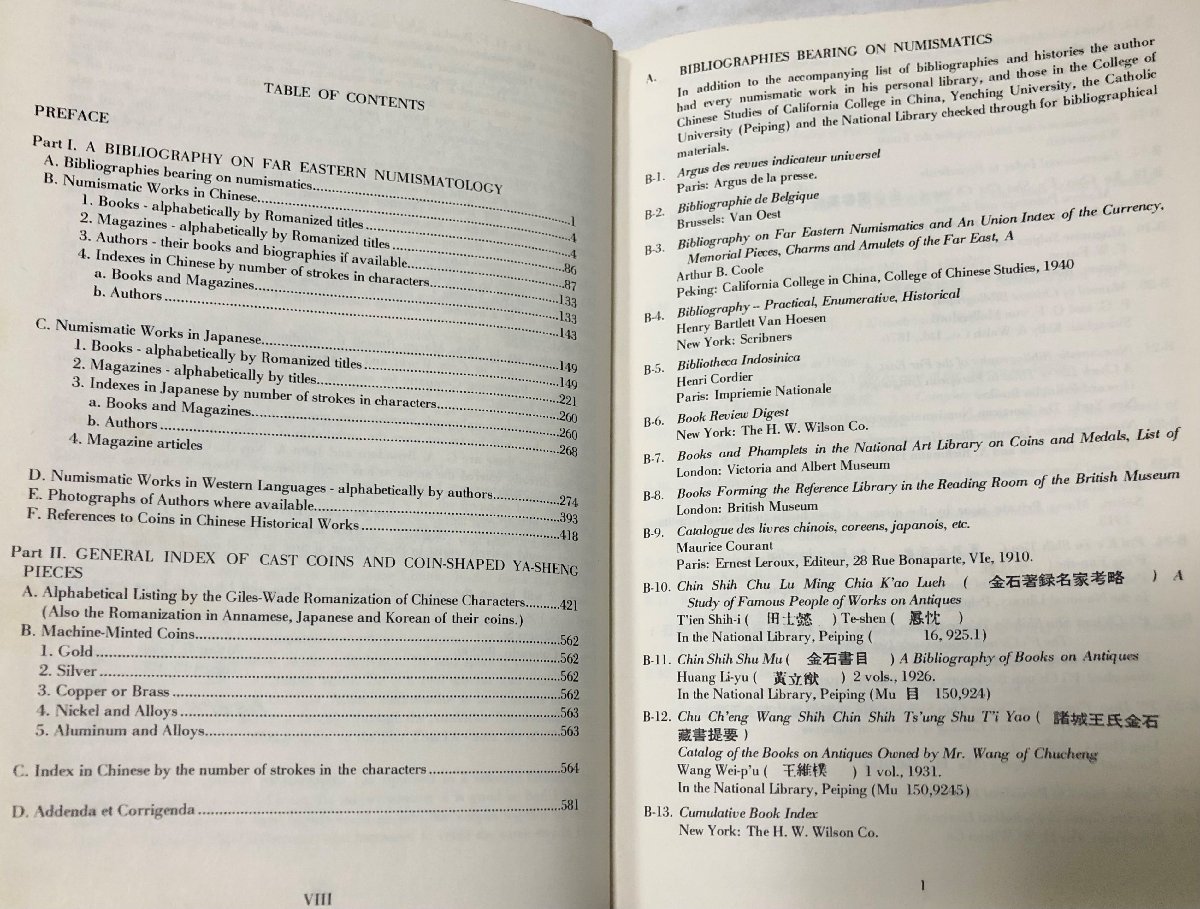 TABLE OF CONTENTS
PREFACE
Part I. A BIBLIOGRAPHY ON FAR EASTERN NUMISMATOLOGY
A. Bibliographies bearing on numismatics..........1
B. Numismatic Works in Chinese..........4
1. Books - alphabetically by Romanized titles..........4
2. Magazines - alphabetically by Romanized titles..........86
3. Authors - their books and biographies if available..........87
4. Indexes in Chinese by number of strokes in characters..........133
a. Books and Magazines..........133
b. Authors..........143
C. Numismatic Works in Japanese..........149
1. Books - alphabetically by Romanized titles..........149
2. Magazines - alphabetically by titles..........221
3. Indexes in Japanese by number of strokes in characters..........260
a. Books and Magazines..........260
b. Authors..........268
4. Magazine articles
D. Numismatic Works in Western Languages - alphabetically by authors..........274
E. Photographs of Authors where available..........393
F. References to Coins in Chinese Historical Works..........418
Part II. GENERAL INDEX OF CAST COINS AND COIN-SHAPED YA-SHENG
PIECES
A. Alphabetical Listing by the Giles-Wade Romanization of Chinese Characters..........421
(Also the Romanization in Annamese, Japanese and Korean of their coins.)
B. Machine-Minted Coins..........562
1. Gold..........562
2. Silver..........562
3. Copper or Brass..........562
4. Nickel and Alloys..........563
5. Aluminum and Alloys..........563
C. Index in Chinese by the number of strokes in the characters..........564
D. Addenda et Corrigenda..........581
VIII
A. BIBLIOGRAPHIES BEARING ON NUMISMATICS
In addition to the accompanying list of bibliographies and histories the author
had every numismatic work in his personal library, and those in the College of
Chinese Studies of California College in China, Yenching University, the Catholic
University (Peiping) and the National Library checked through for bibliographical
materials.
B-1. Argus des revues indicateur universel
Paris: Argus de la presse.
B-2. Bibliographie de Belgique
Brussels: Van Oest
B-3. Bibliography on Far Eastern Numismatics and An Union Index of the Currency,
Memorial Pieces, Charms and Amulets of the Far East, A
Arthur B. Coole
Peking: California College in China, College of Chinese Studies, 1940
B-4. Bibliography -- Practical, Enumerative, Historical
Henry Bartlett Van Hoesen
New York: Scribners
B-5. Bibliotheca Indosinica
Henri Cordier
Paris: Impriemie Nationale
B-6. Book Review Digest
New York: The H. W. Wilson Co.
B-7. Books and Phamplets in the National Art Library on Coins and Medals, List of
London: Victoria and Albert Museum
B-8. Books Forming the Reference Library in the Reading Room of the British Museum
London: British Museum
B-9. Catalogue des livres chinois, coreens, japanois, etc.
Maurice Courant
Paris: Ernest Leroux, Editeur, 28 Rue Bonaparte, VIe, 1910.
B-10. Chin Shih Chu Lu Ming Chia K'ao Lueh ( 金石著録名家考略 ) A
Study of Famous People of Works on Antiques
T'ien Shih-i ( 田士懿 ) Te-shen ( 忱 )
In the National Library, Peiping ( 16, 925.1)
B-11. Chin Shih Shu Mu ( 金石書目 ) A Bibliography of Books on Antiques
Huang Li-yu ( 黃立猷 ) 2 vols., 1926.
In the National Library, Peiping (Mu 目 150,924)
B-12. Chu Ch'eng Wang Shih Chin Shih Ts'ung Shu T'i Yao ( 諸城王氏金石
藏書提要 )
Catalog of the Books on Antiques Owned by Mr. Wang of Chucheng
Wang Wei-p'u ( 王維樸 ) 1 vol., 1931.
In the National Library, Peiping (Mu 150,9245)
B-13. Cumulative Book Index
New York: The H. W. Wilson Co.
1